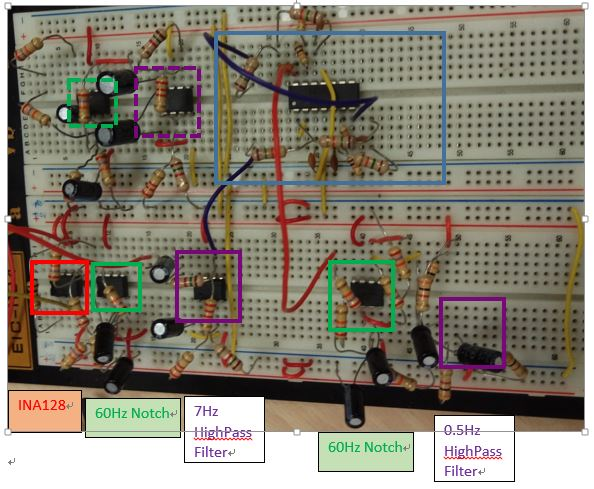 INA128
60Hz Notch
7Hz
HighPass
Filter
60Hz Notch
0.5Hz
HighPass
Filter